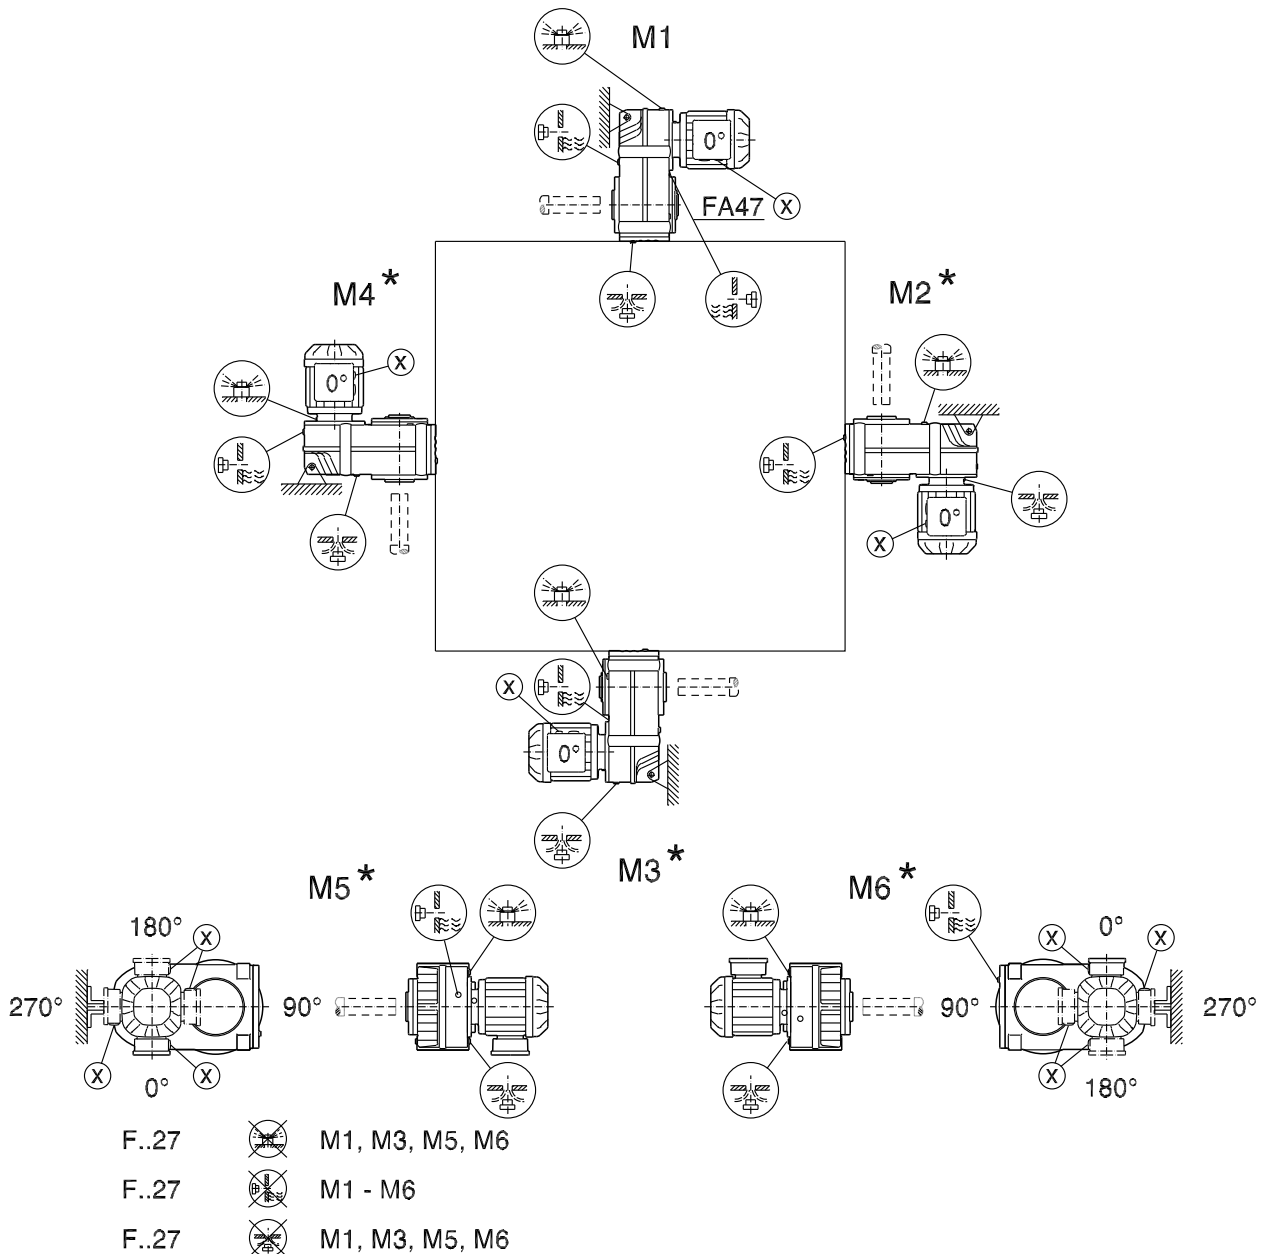 M1
0°
FA47 X
M4*
M2*
X
0°
0°
X
X
0°
M3*
M5*
M6*
180°
X
0°
X
X
270°
90°
90°
270°
X
0°
X
X
180°
F..27 M1, M3, M5, M6
F..27 M1 - M6
F..27 M1, M3, M5, M6